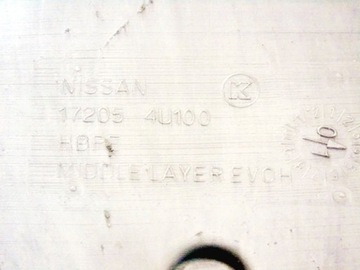 NISSAN K
17205 4U100
HBPE
MIDDLE LAYER EVOH